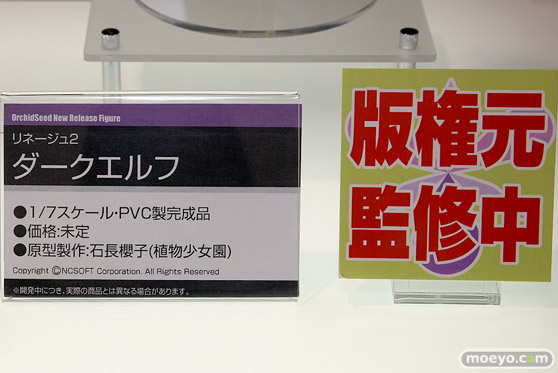 OrchidSeed New Release Figure
リネージュ2
ダークエルフ
●1/7スケール・PVC製完成品
●価格:未定
●原型製作:石長櫻子(植物少女園)
Copyright ©NCSOFT Corporation. All Rights Reserved
※開発中につき、実際の商品とは異なる場合があります。
版権元
監修中
moeyo.com